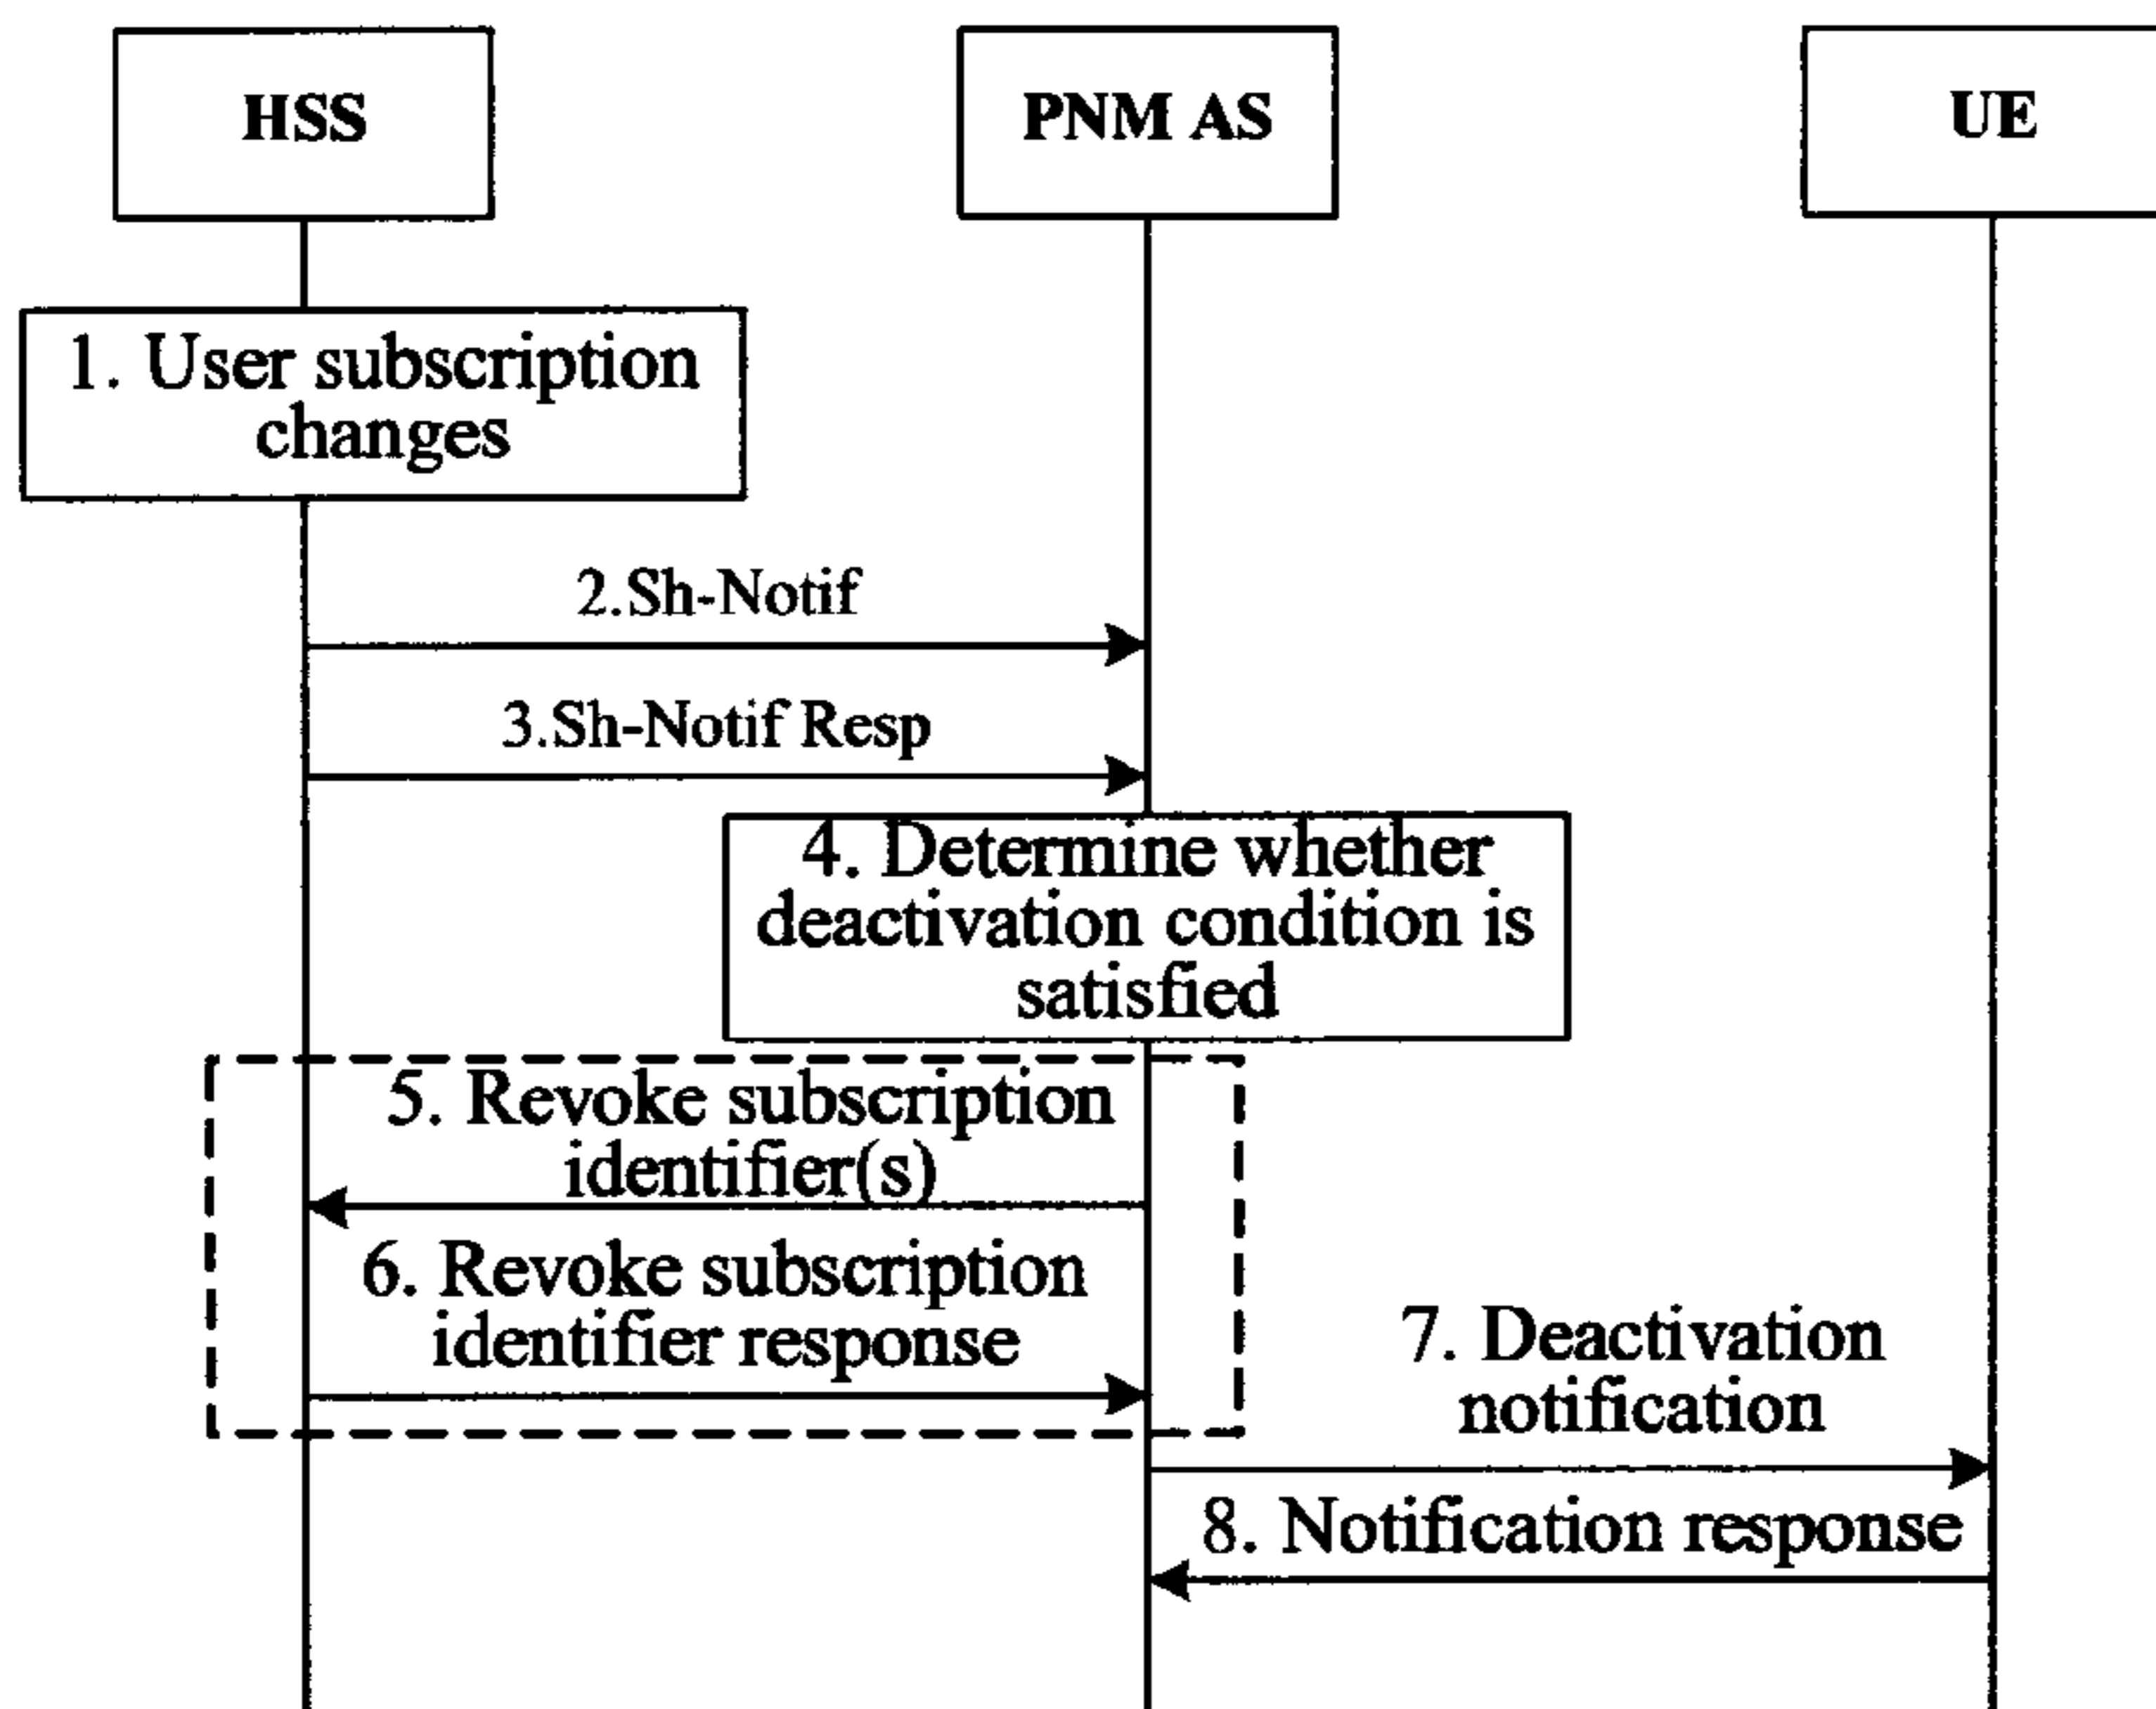 HSS
PNM AS
UE
1. User subscription
changes
2.Sh-Notif
3.Sh-Notif Resp
4. Determine whether
deactivation condition is
satisfied
5. Revoke subscription
identifier(s)
6. Revoke subscription
identifier response
7. Deactivation
notification
8. Notification response